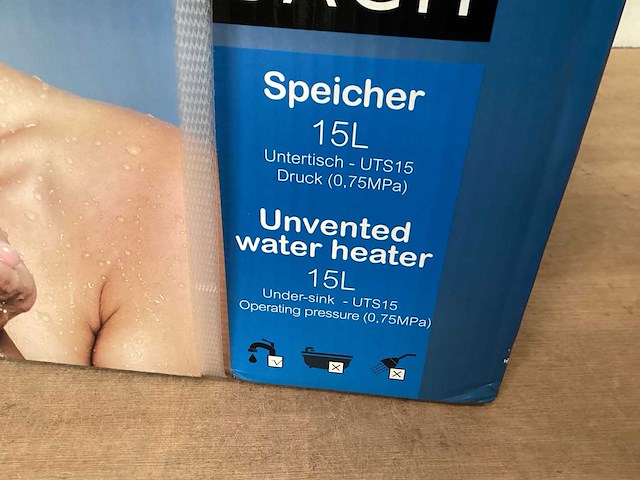 Speicher
15L
Untertisch - UTS15
Druck (0,75MPa)
Unvented
water heater
15L
Under-sink - UTS15
Operating pressure (0,75MPa)